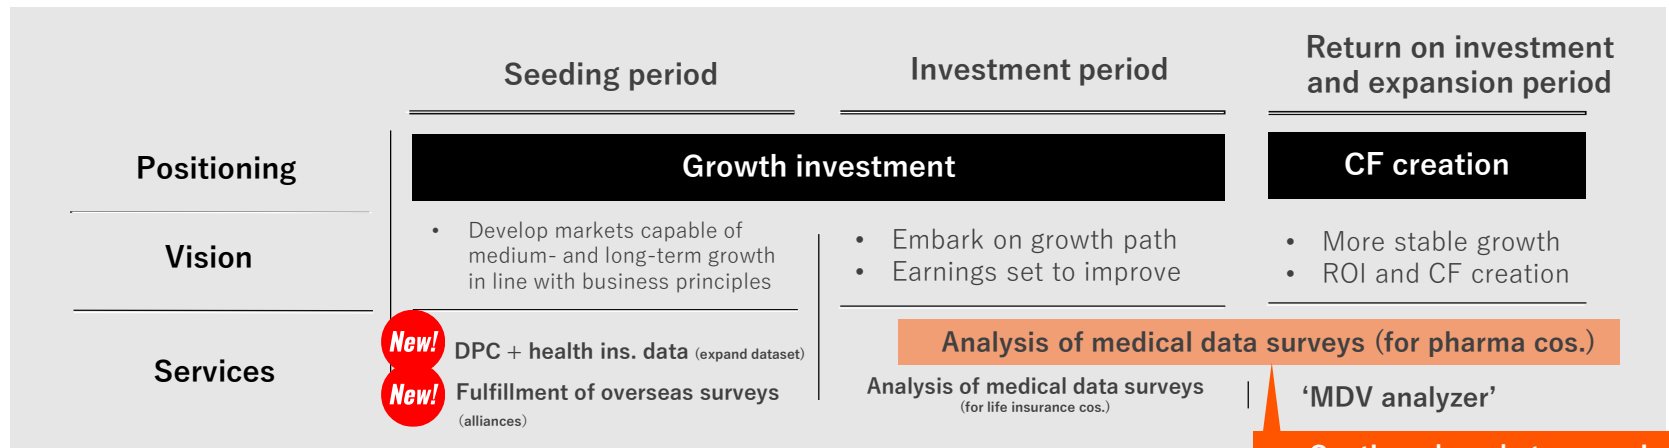 Seeding period
Investment period
Return on investment
and expansion period
Positioning
Growth investment
CF creation
Vision
• Develop markets capable of
medium- and long-term growth
in line with business principles
• Embark on growth path
• Earnings set to improve
• More stable growth
• ROI and CF creation
Services
New!
DPC + health ins. data (expand dataset)
New!
Fulfillment of overseas surveys
(alliances)
Analysis of medical data surveys (for pharma cos.)
Analysis of medical data surveys
(for life insurance cos.)
‘MDV analyzer’